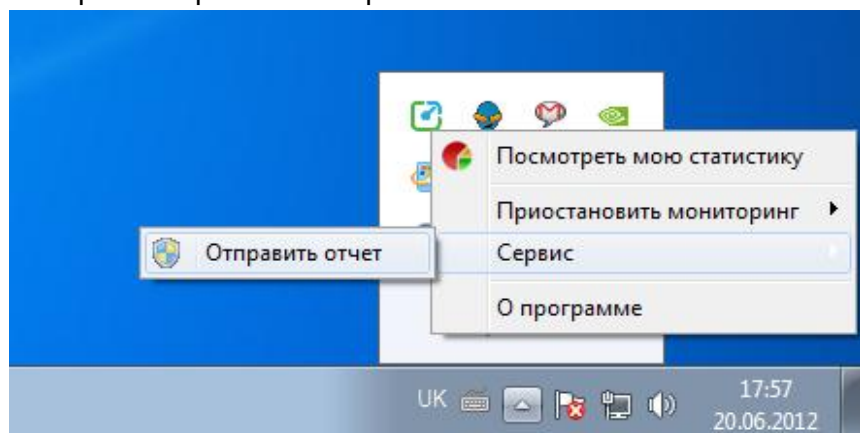 Посмотреть мою статистику
Приостановить мониторинг
Отправить отчет
Сервис
О программе
UK
17:57
20.06.2012